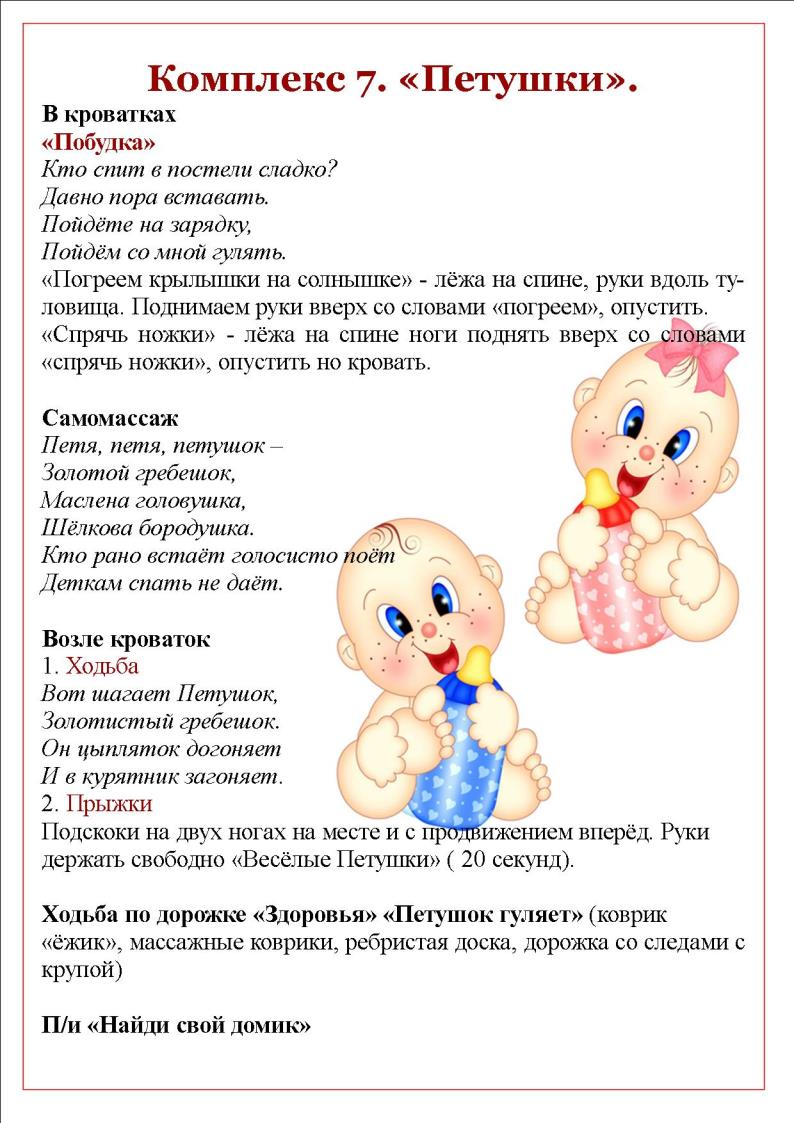 Комплекс 7. «Петушки».
В кроватках
«Побудка»
Кто спит в постели сладко?
Давно пора вставать.
Пойдёте на зарядку,
Пойдём со мной гулять.
«Погреем крылышки на солнышке» - лёжа на спине, руки вдоль ту-
ловища. Поднимаем руки вверх со словами «погреем», опустить.
«Спрячь ножки» - лёжа на спине ноги поднять вверх со словами
«спрячь ножки», опустить но кровать.
Самомассаж
Петя, петя, петушок –
Золотой гребешок,
Маслена головушка,
Шёлкова бородушка.
Кто рано встаёт голосисто поёт
Деткам спать не даёт.
Возле кроваток
1. Ходьба
Вот шагает Петушок,
Золотистый гребешок.
Он цыпляток догоняет
И в курятник загоняет.
2. Прыжки
Подскоки на двух ногах на месте и с продвижением вперёд. Руки
держать свободно «Весёлые Петушки» ( 20 секунд).
Ходьба по дорожке «Здоровья» «Петушок гуляет» (коврик
«ёжик», массажные коврики, ребристая доска, дорожка со следами с
крупой)
П/и «Найди свой домик»